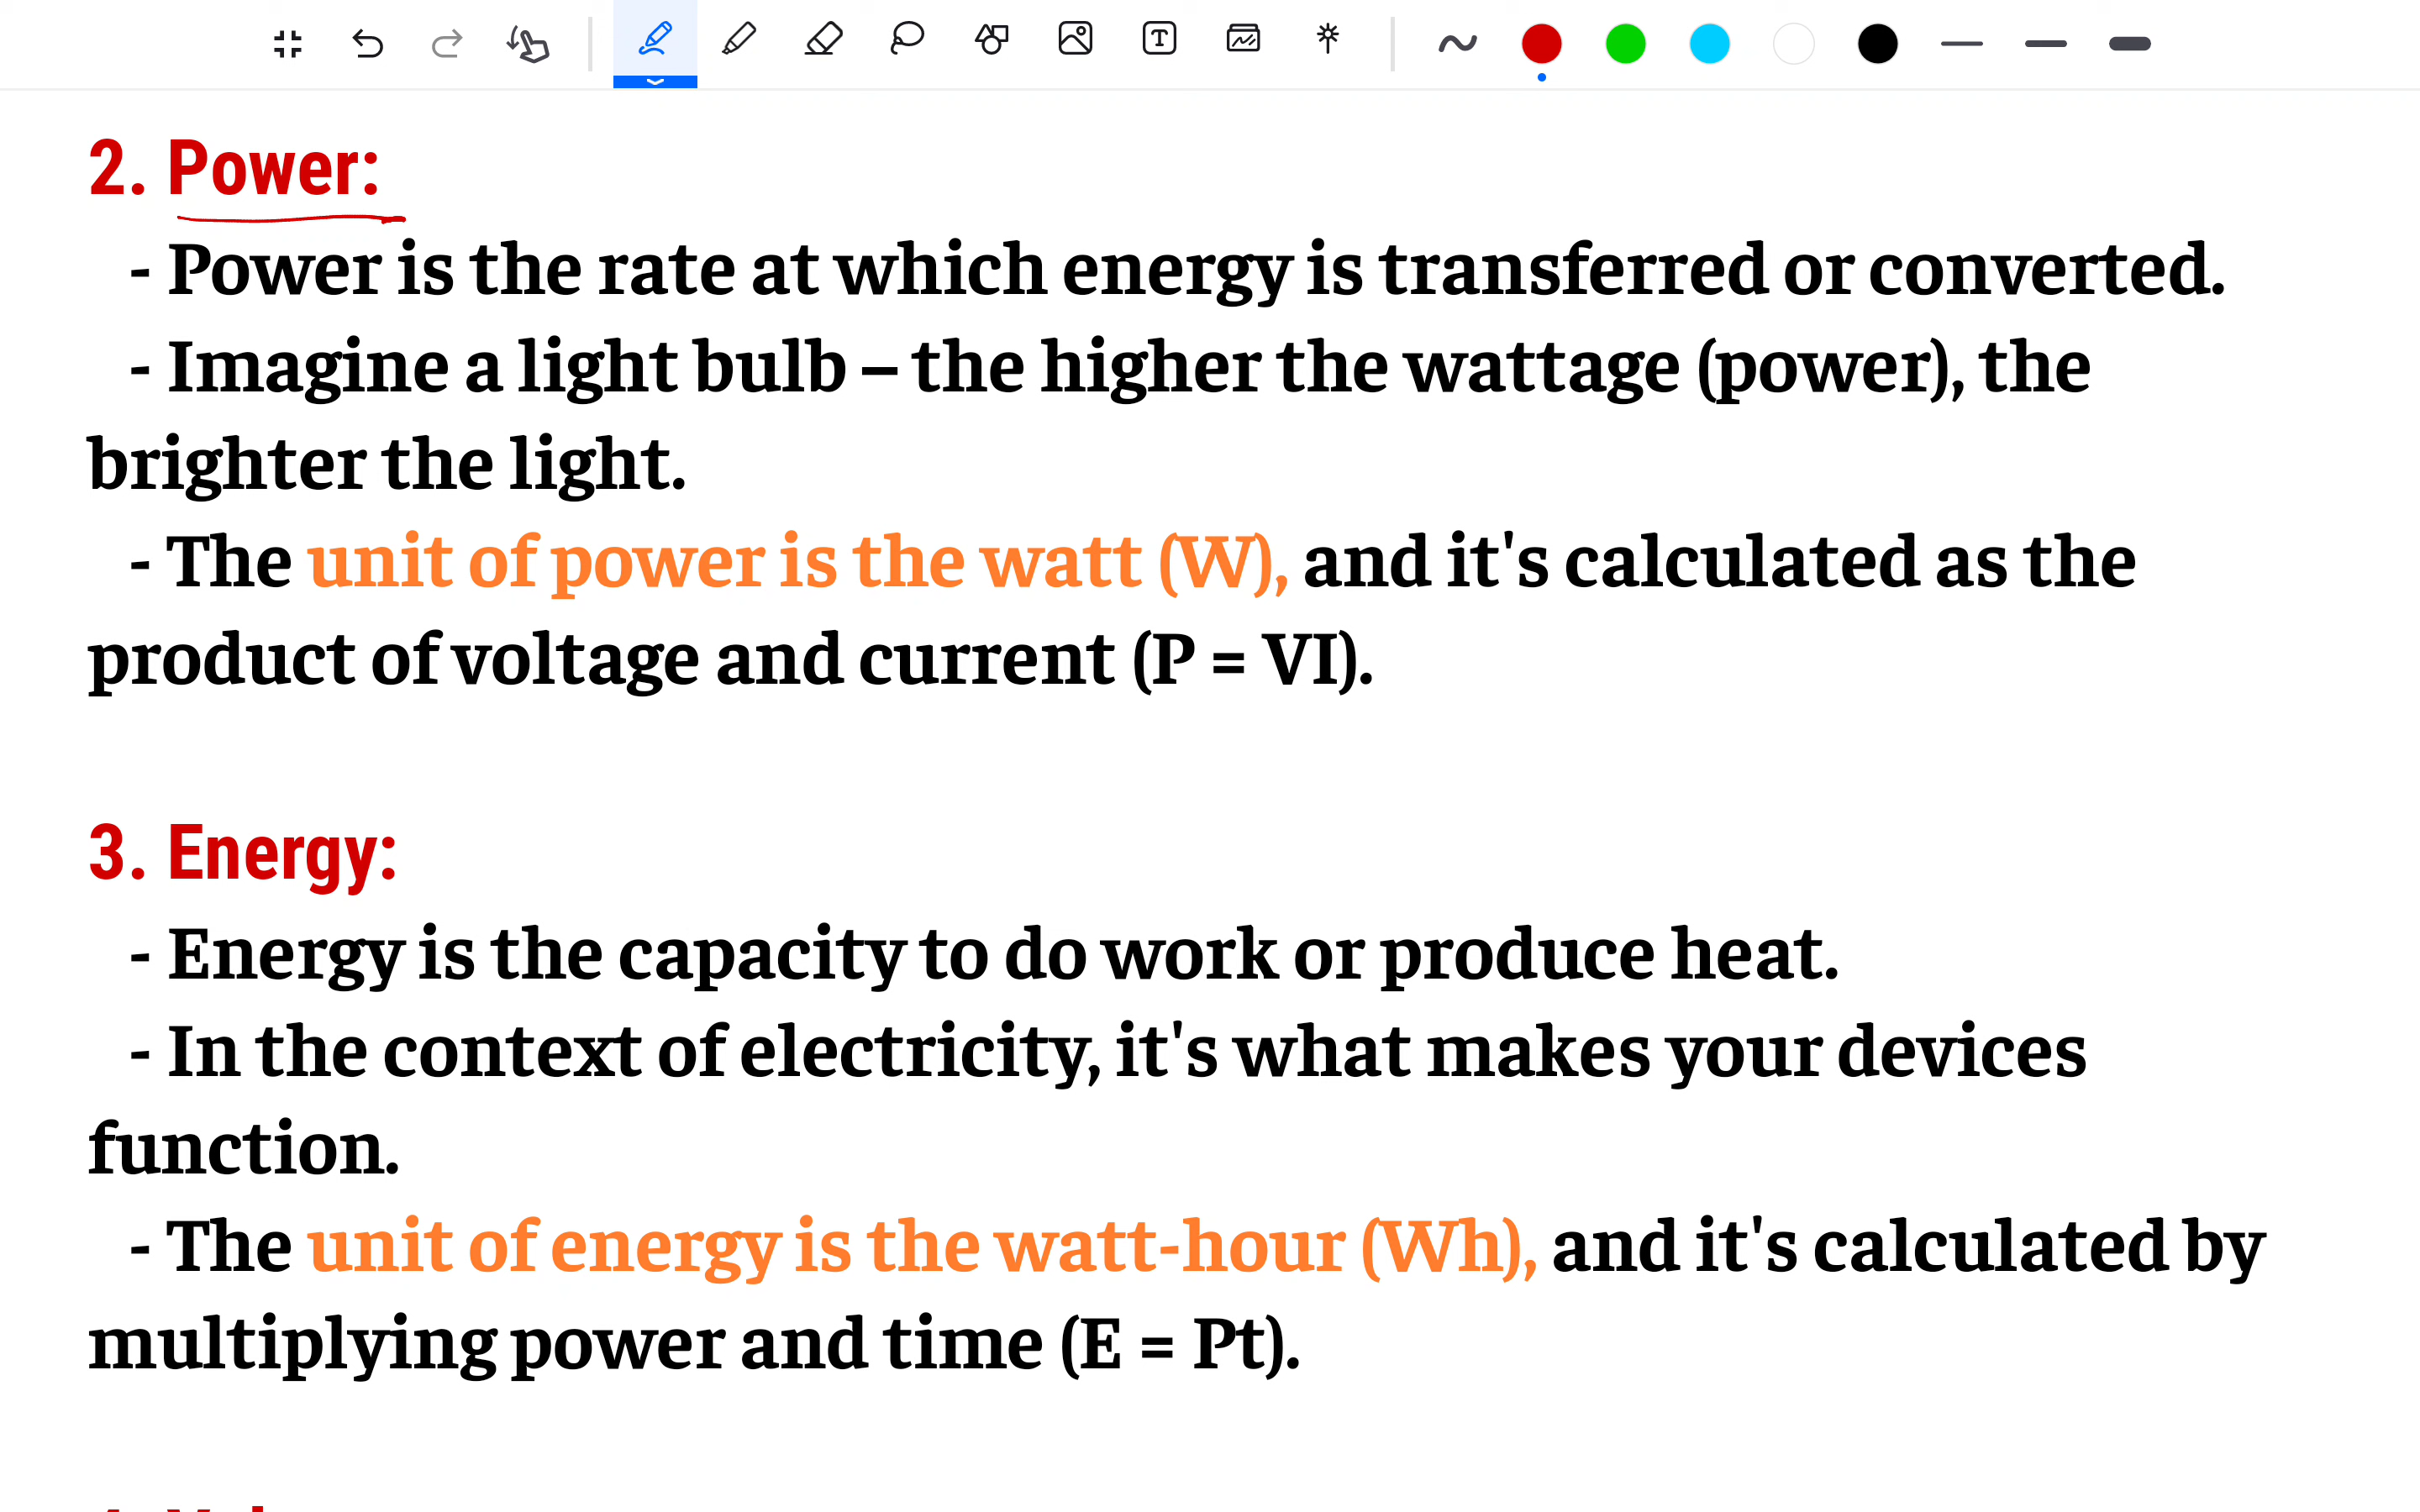 2. Power:
- Power is the rate at which energy is transferred or converted.
- Imagine a light bulb – the higher the wattage (power), the
brighter the light.
- The unit of power is the watt (W), and it's calculated as the
product of voltage and current (P = VI).
3. Energy:
- Energy is the capacity to do work or produce heat.
- In the context of electricity, it's what makes your devices
function.
- The unit of energy is the watt-hour (Wh), and it's calculated by
multiplying power and time (E = Pt).